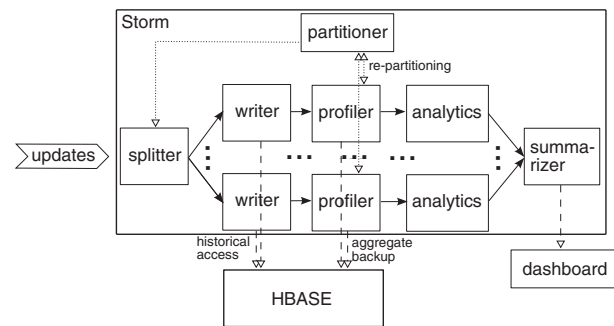 Storm
partitioner
re-partitioning
writer
profiler
analytics
updates
splitter
summa-
rizer
writer
profiler
analytics
historical
access
aggregate
backup
dashboard
HBASE